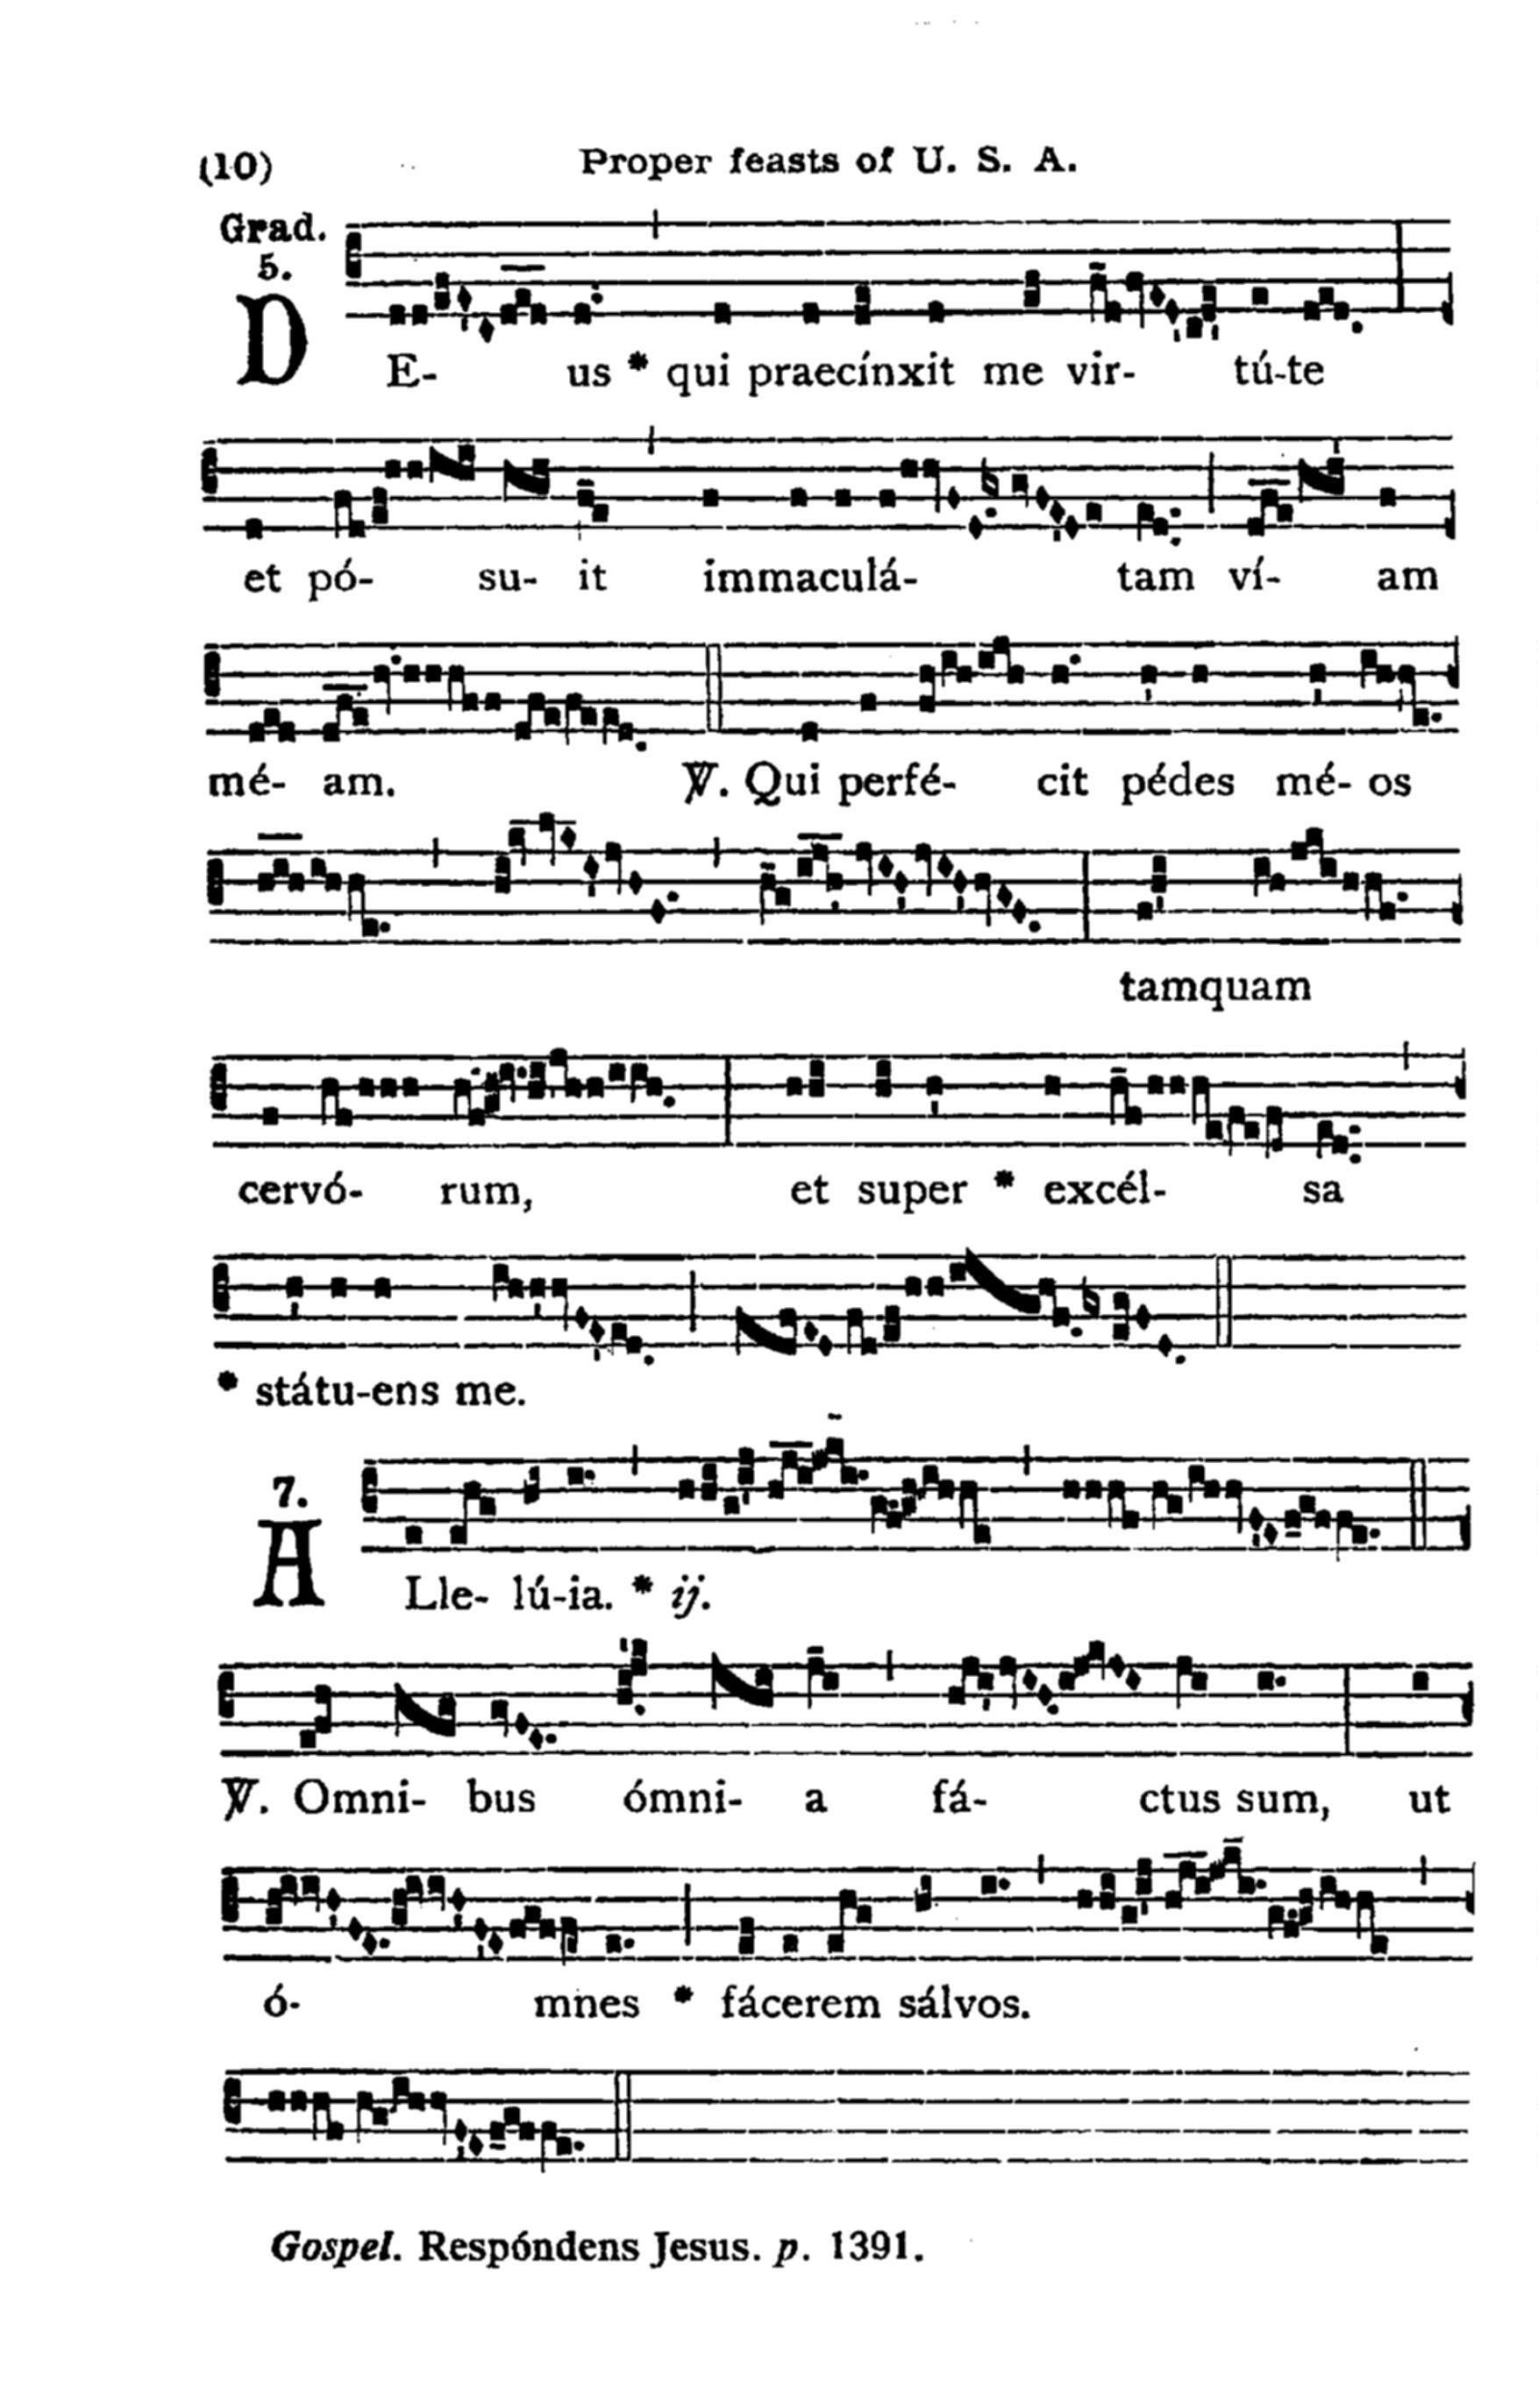 (10) Proper feasts of U. S. A.
Grad.
5.
DE- us * qui praecínxit me vir- tú-te
et pó- su- it immaculá- tam ví- am
mé- am. ℣. Qui perfé- cit pédes mé- os
tamquam
cervó- rum, et super * excél- sa
* státu-ens me.
7.
ALle- lú-ia. * ij.
℣. Omni- bus ómni- a fá- ctus sum, ut
ó- mnes * fácerem sálvos.
Gospel. Respóndens Jesus. p. 1391.